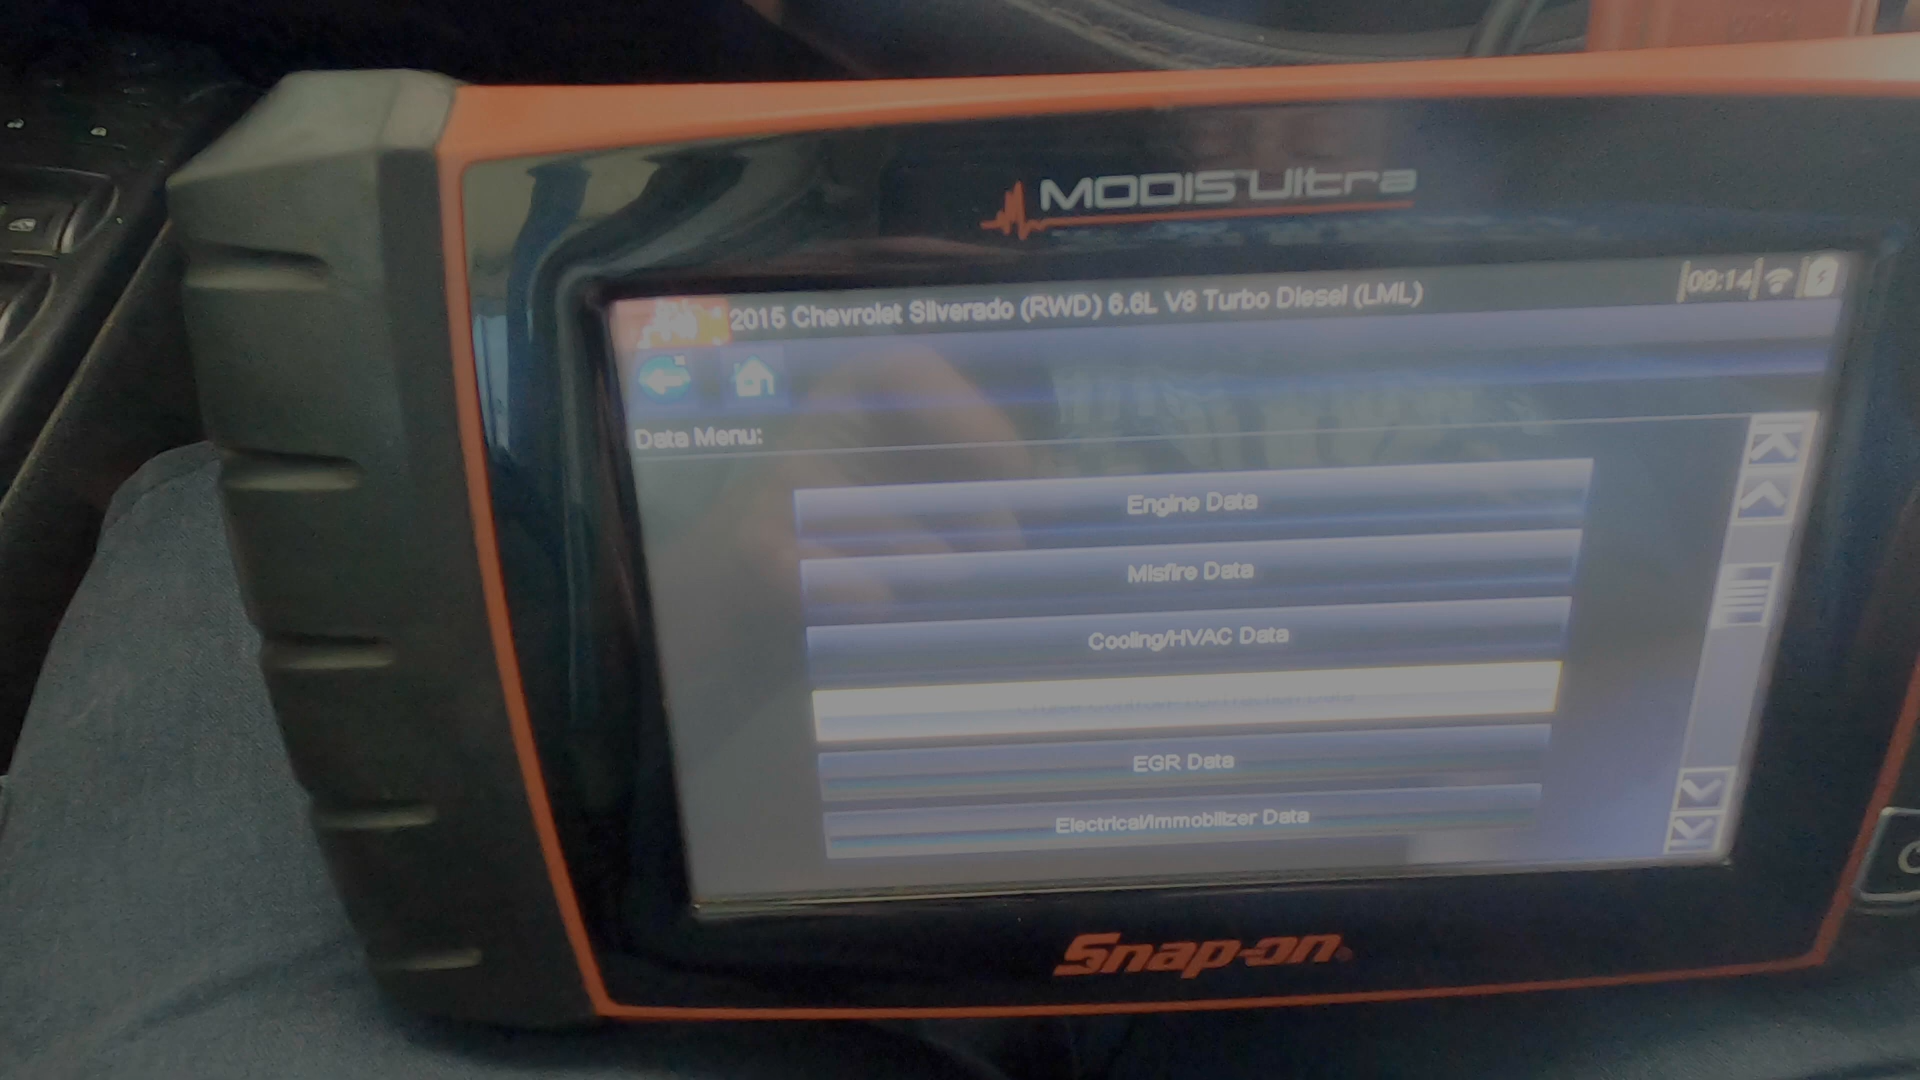 MODIS Ultra
2015 Chevrolet Silverado (RWD) 6.6L V8 Turbo Diesel (LML)
09:14
Data Menu:
Engine Data
Misfire Data
Cooling/HVAC Data
Data
EGR Data
Electrical/Immobilizer Data
Snap-on